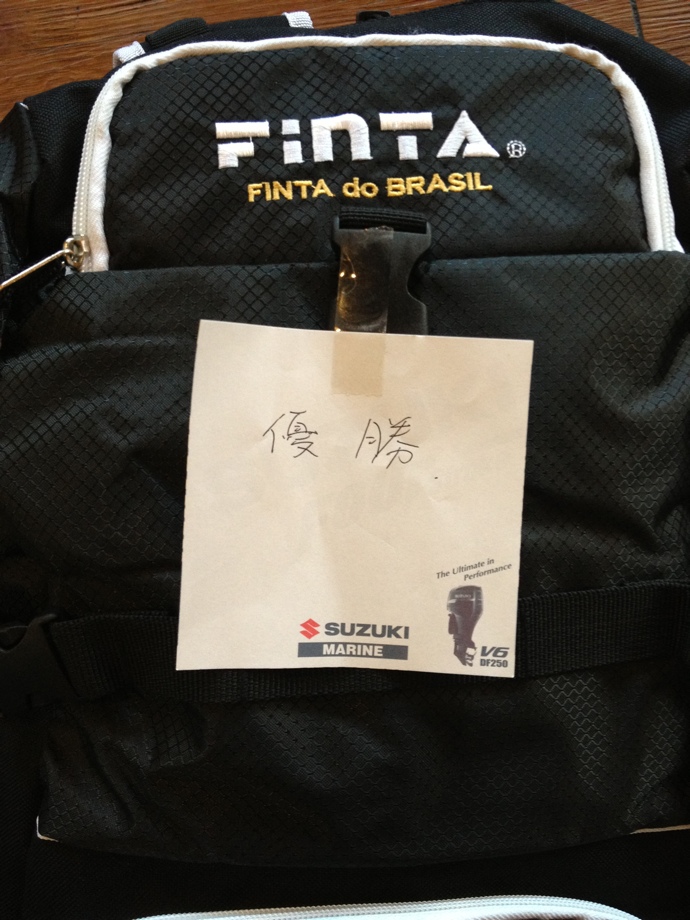 FINTA®
FINTA do BRASIL
優勝
The Ultimate in
Performance
SUZUKI
MARINE
V6
DF250